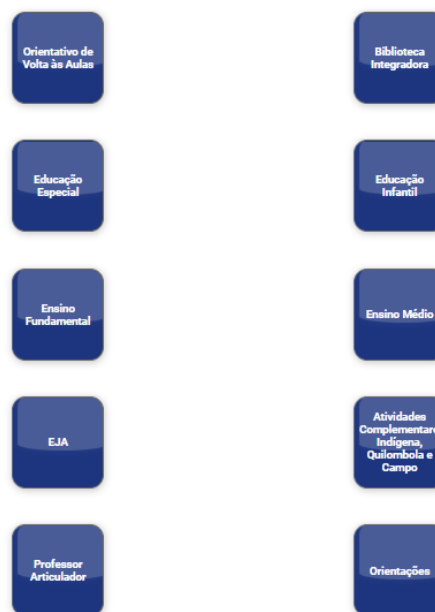 Orientativo de
Volta às Aulas
Biblioteca
Integradora
Educação
Especial
Educação
Infantil
Ensino
Fundamental
Ensino Médio
EJA
Atividades
Complementare
Indígena,
Quilombola e
Campo
Professor
Articulador
Orientações